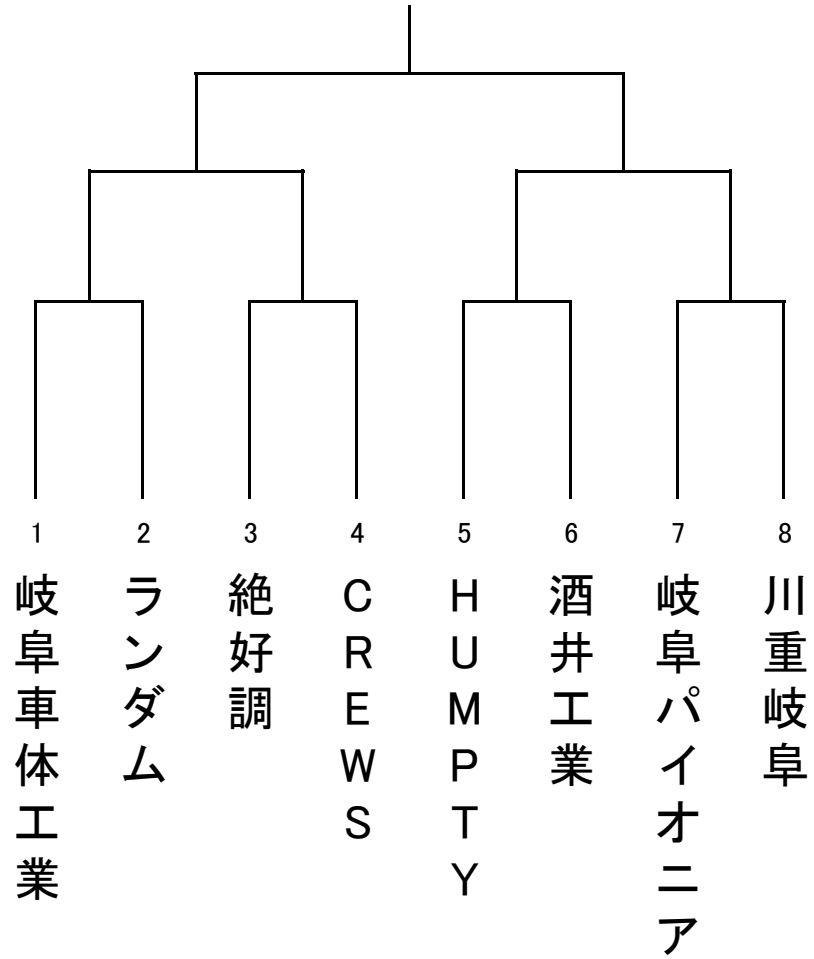 1
岐阜車体工業
2
ランダム
3
絶好調
4
CREWS
5
HUMPTY
6
酒井工業
7
岐阜パイオニア
8
川重岐阜